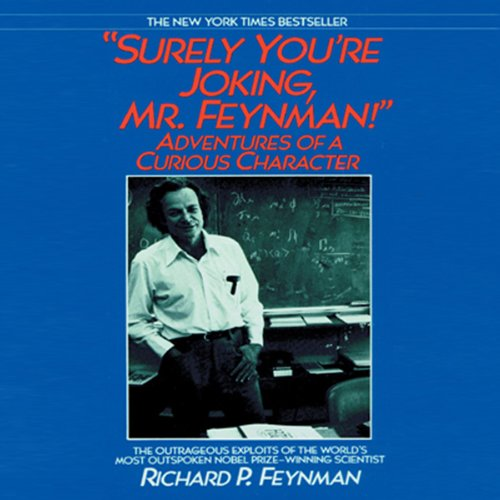 THE NEW YORK TIMES BESTSELLER
“SURELY YOU’RE
JOKING,
MR. FEYNMAN!”
ADVENTURES OF A
CURIOUS CHARACTER
THE OUTRAGEOUS EXPLOITS OF THE WORLD’S
MOST OUTSPOKEN NOBEL PRIZE–WINNING SCIENTIST
RICHARD P. FEYNMAN